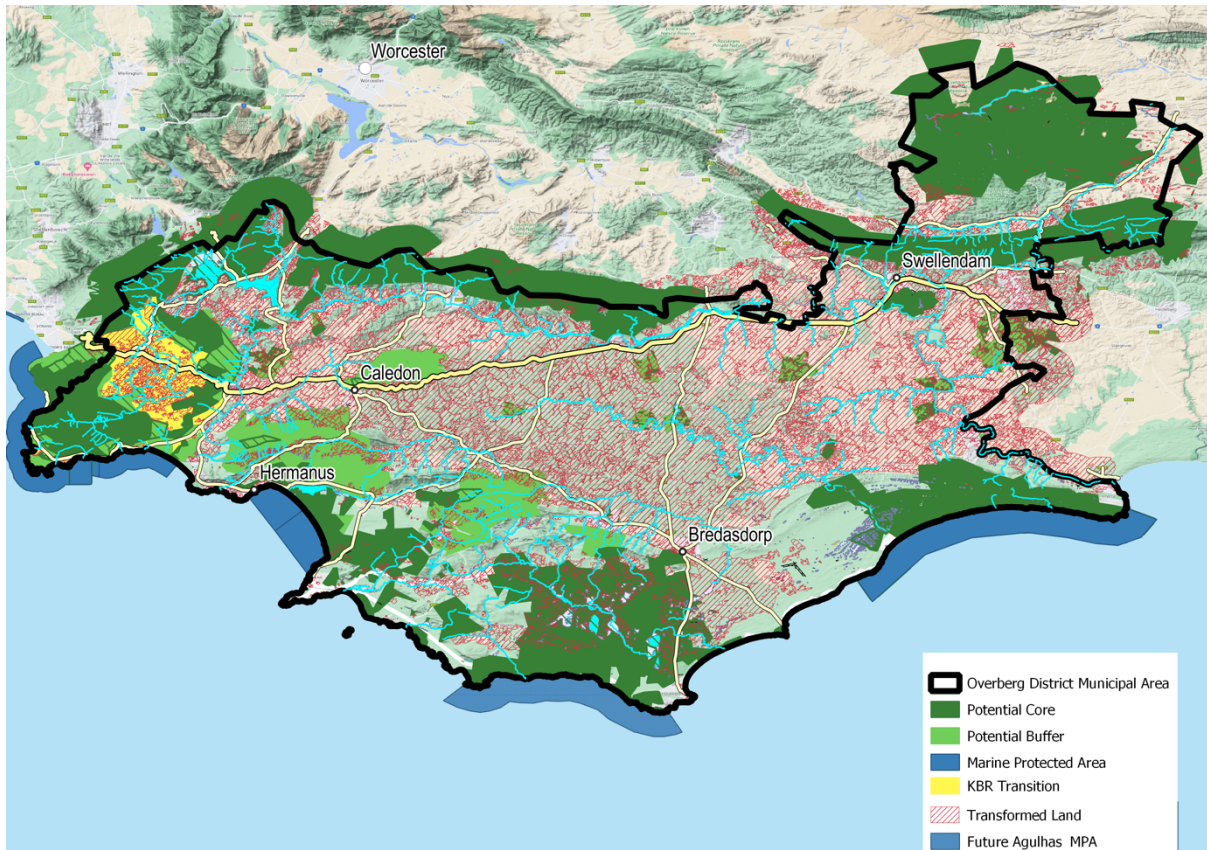 Worcester
Worcester
Swellendam
Caledon
Hermanus
Bredasdorp
Overberg District Municipal Area
Potential Core
Potential Buffer
Marine Protected Area
KBR Transition
Transformed Land
Future Agulhas MPA